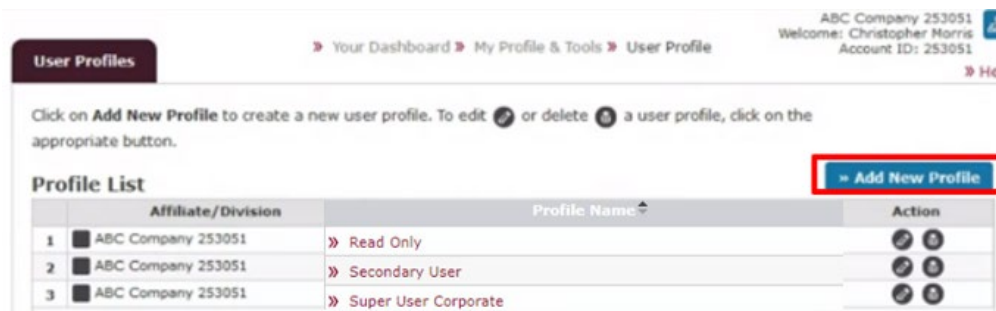 ABC Company 253051
Welcome: Christopher Morris
Account ID: 253051
User Profiles
» Your Dashboard » My Profile & Tools » User Profile
Click on Add New Profile to create a new user profile. To edit or delete a user profile, click on the
appropriate button.
Profile List
» Add New Profile
Affiliate/Division Profile Name Action
1 ABC Company 253051 » Read Only
2 ABC Company 253051 » Secondary User
3 ABC Company 253051 » Super User Corporate